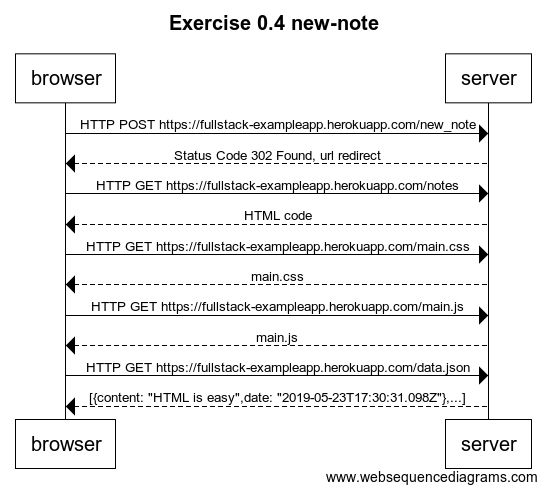 Exercise 0.4 new-note
browser server
HTTP POST https://fullstack-exampleapp.herokuapp.com/new_note
Status Code 302 Found, url redirect
HTTP GET https://fullstack-exampleapp.herokuapp.com/notes
HTML code
HTTP GET https://fullstack-exampleapp.herokuapp.com/main.css
main.css
HTTP GET https://fullstack-exampleapp.herokuapp.com/main.js
main.js
HTTP GET https://fullstack-exampleapp.herokuapp.com/data.json
[{content: "HTML is easy",date: "2019-05-23T17:30:31.098Z"},...]
browser server
www.websequencediagrams.com